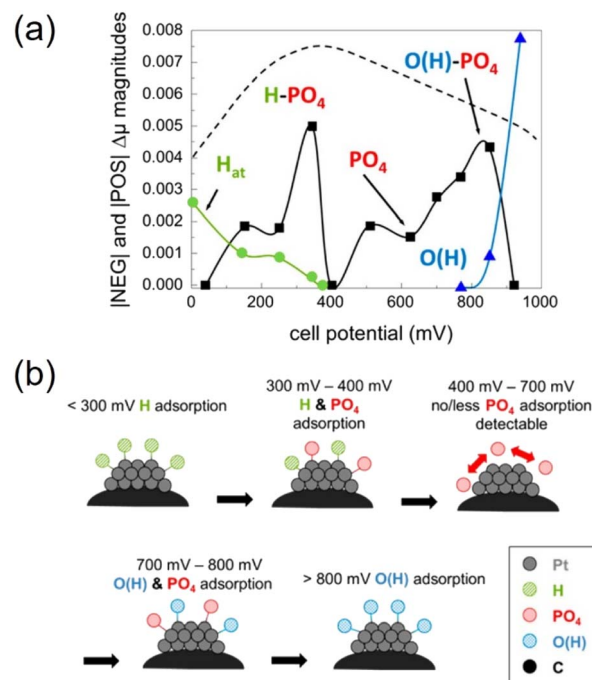 (a)
0.008
0.007
0.006
0.005
0.004
0.003
0.002
0.001
0.000
|NEG| and |POS| Δμ magnitudes
H-PO4
O(H)-PO4
Hat
PO4
O(H)
0 200 400 600 800 1000
cell potential (mV)
(b)
< 300 mV H adsorption
300 mV – 400 mV
H & PO4
adsorption
400 mV – 700 mV
no/less PO4 adsorption
detectable
700 mV – 800 mV
O(H) & PO4 adsorption
> 800 mV O(H) adsorption
Pt
H
PO4
O(H)
C